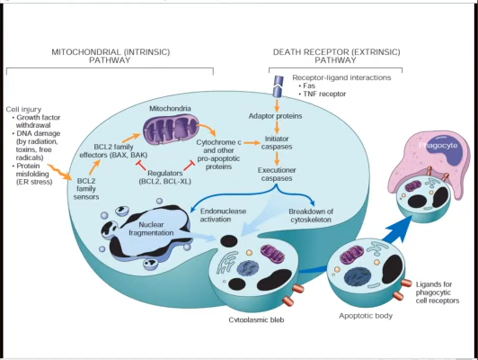 MITOCHONDRIAL (INTRINSIC)
PATHWAY
DEATH RECEPTOR (EXTRINSIC)
PATHWAY
Receptor-ligand interactions
• Fas
• TNF receptor
Cell injury
• Growth factor
withdrawal
• DNA damage
(by radiation,
toxins, free
radicals)
• Protein
misfolding
(ER stress)
Mitochondria
Adaptor proteins
BCL2 family
effectors (BAX, BAK)
Cytochrome c
and other
pro-apoptotic
proteins
Initiator
caspases
Phagocyte
BCL2
family
sensors
Regulators
(BCL2, BCL-XL)
Executioner
caspases
Endonuclease
activation
Breakdown of
cytoskeleton
Nuclear
fragmentation
Ligands for
phagocytic
cell receptors
Cytoplasmic bleb
Apoptotic body